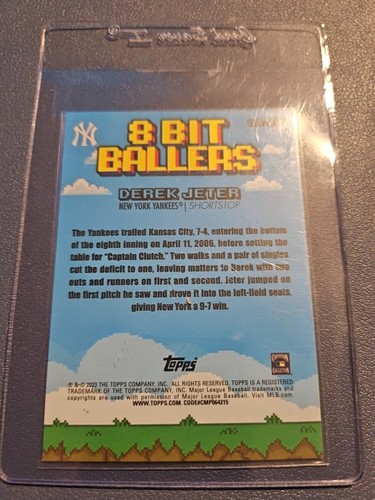 NY
8 BIT
BALLERS
DEREK JETER
NEW YORK YANKEES® | SHORTSTOP
The Yankees trailed Kansas City, 7-4, entering the bottom
of the eighth inning on April 11, 2006, before setting the
table for "Captain Clutch." Two walks and a pair of singles
cut the deficit to one, leaving matters to Derek with two
outs and runners on first and second. Jeter jumped on
the first pitch he saw and drove it into the left-field seats,
giving New York a 9-7 win.
Topps
® & © 2023 THE TOPPS COMPANY, INC. ALL RIGHTS RESERVED. TOPPS IS A REGISTERED
TRADEMARK OF THE TOPPS COMPANY, INC. Major League Baseball trademarks and
copyrights are used with permission of Major League Baseball. Visit MLB.com.
WWW.TOPPS.COM. CODE#CMP064215